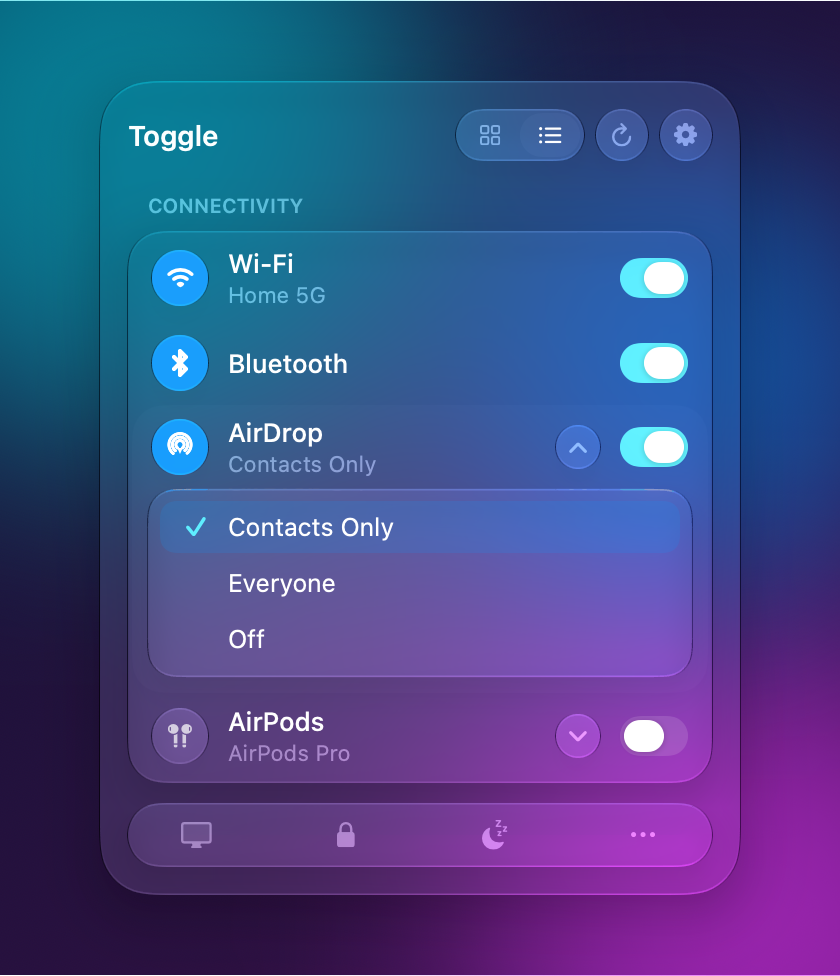 Toggle
CONNECTIVITY
Wi-Fi
Home 5G
Bluetooth
AirDrop
Contacts Only
Contacts Only
Everyone
Off
AirPods
AirPods Pro
z z z